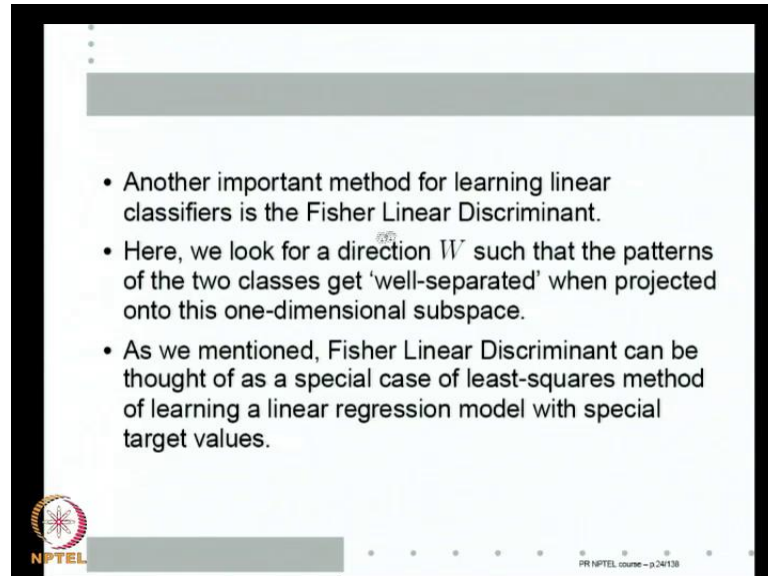 • Another important method for learning linear
classifiers is the Fisher Linear Discriminant.
• Here, we look for a direction W such that the patterns
of the two classes get ‘well-separated’ when projected
onto this one-dimensional subspace.
• As we mentioned, Fisher Linear Discriminant can be
thought of as a special case of least-squares method
of learning a linear regression model with special
target values.
NPTEL
PR NPTEL course – p.24/138